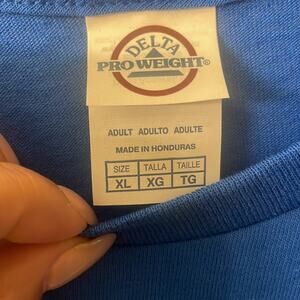 DELTA
PRO WEIGHT®
ADULT ADULTO ADULTE
MADE IN HONDURAS
SIZE TALLA TAILLE
XL XG TG